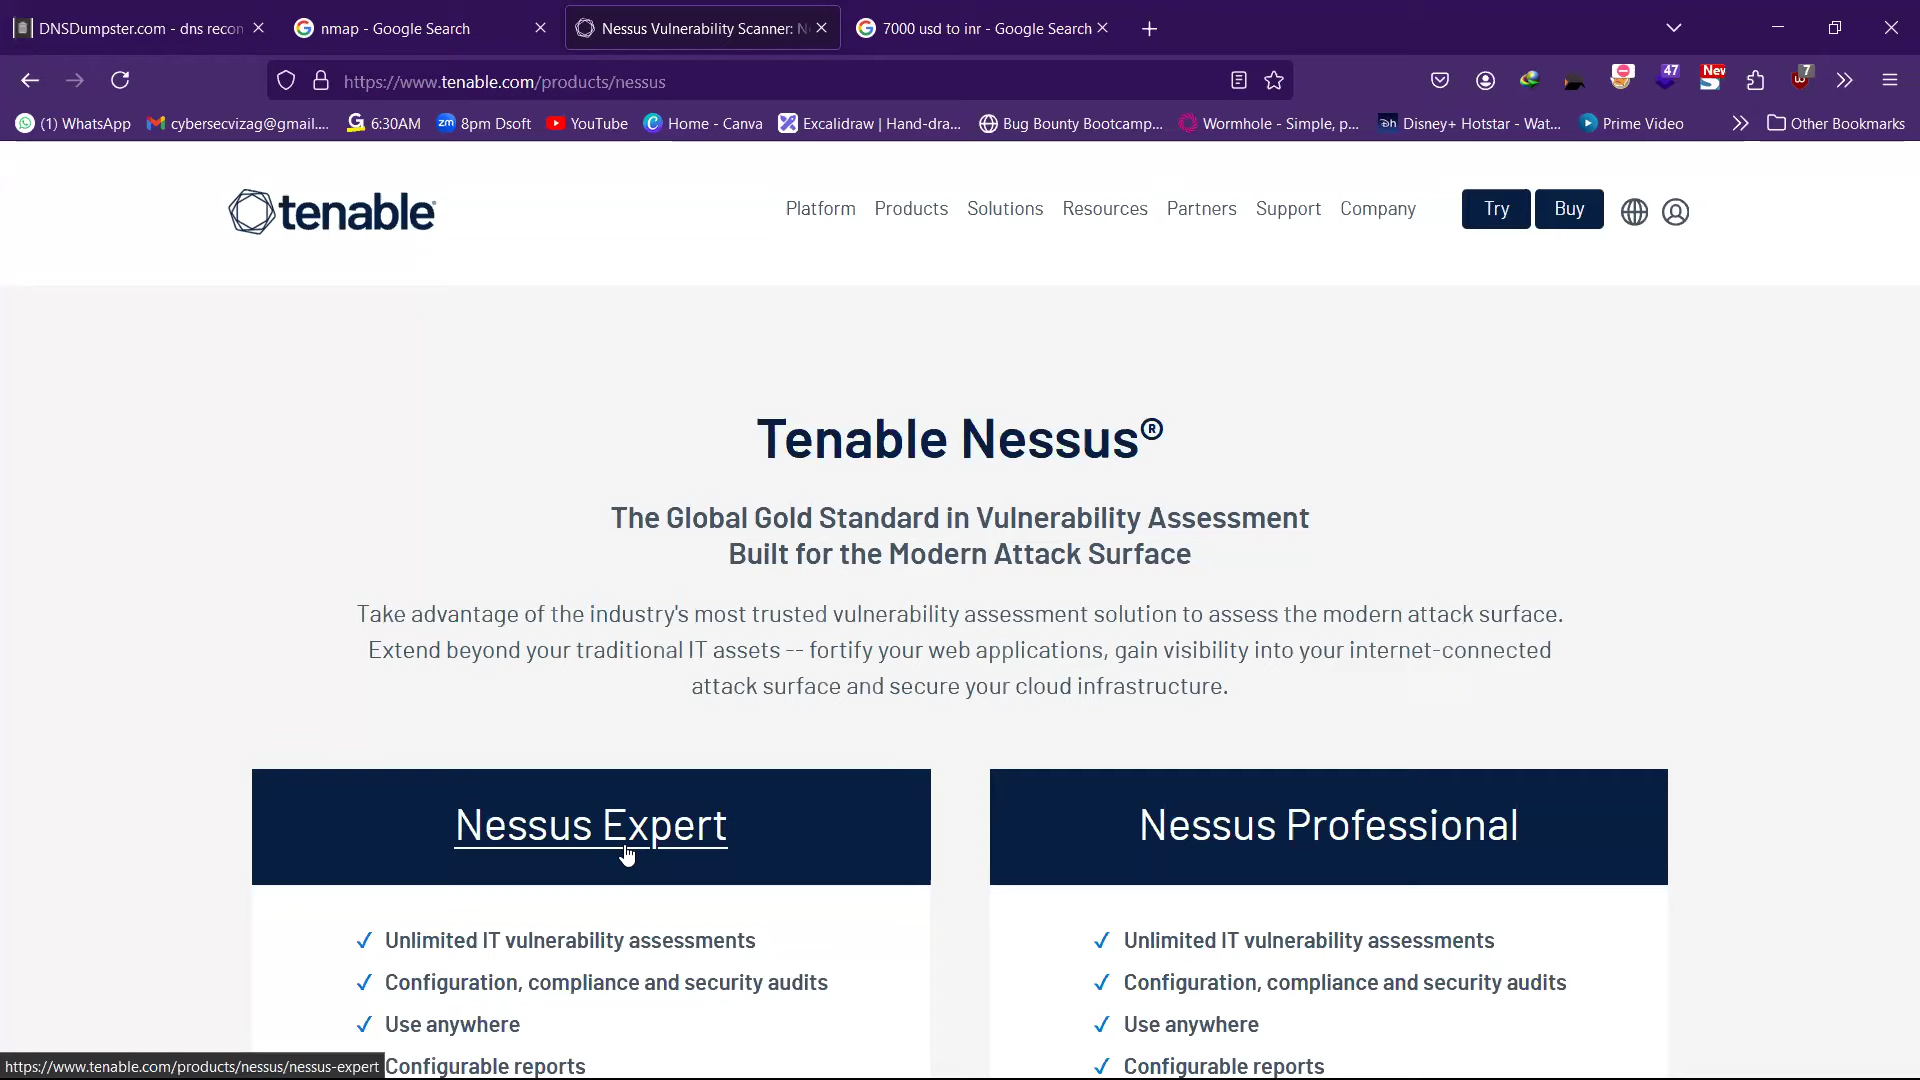 DNSDumpster.com - dns recon
nmap - Google Search
Nessus Vulnerability Scanner: N
7000 usd to inr - Google Search
https://www.tenable.com/products/nessus
47
New
7
(1) WhatsApp
cybersecvizag@gmail....
6:30AM
8pm Dsoft
YouTube
Home - Canva
Excalidraw | Hand-dra...
Bug Bounty Bootcamp...
Wormhole - Simple, p...
Disney+ Hotstar - Wat...
Prime Video
Other Bookmarks
tenable
Platform
Products
Solutions
Resources
Partners
Support
Company
Try
Buy
Tenable Nessus®
The Global Gold Standard in Vulnerability Assessment
Built for the Modern Attack Surface
Take advantage of the industry's most trusted vulnerability assessment solution to assess the modern attack surface.
Extend beyond your traditional IT assets -- fortify your web applications, gain visibility into your internet-connected
attack surface and secure your cloud infrastructure.
Nessus Expert
✓ Unlimited IT vulnerability assessments
✓ Configuration, compliance and security audits
✓ Use anywhere
Configurable reports
Nessus Professional
✓ Unlimited IT vulnerability assessments
✓ Configuration, compliance and security audits
✓ Use anywhere
✓ Configurable reports
https://www.tenable.com/products/nessus/nessus-expert